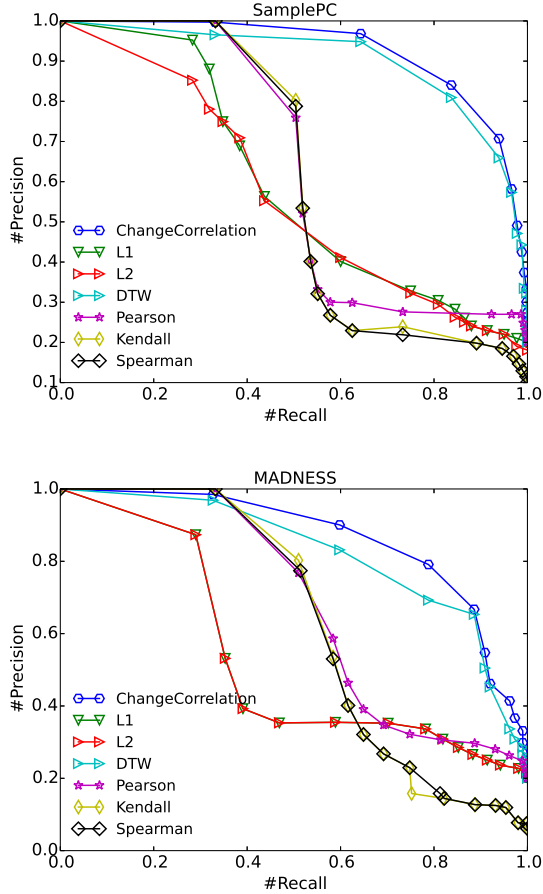 SamplePC
1.0
0.9
0.8
0.7
0.6
0.5
0.4
0.3
0.2
0.1
#Precision
ChangeCorrelation
L1
L2
DTW
Pearson
Kendall
Spearman
0.0 0.2 0.4 0.6 0.8 1.0
#Recall
MADNESS
1.0
0.8
0.6
0.4
0.2
0.0
#Precision
ChangeCorrelation
L1
L2
DTW
Pearson
Kendall
Spearman
0.0 0.2 0.4 0.6 0.8 1.0
#Recall